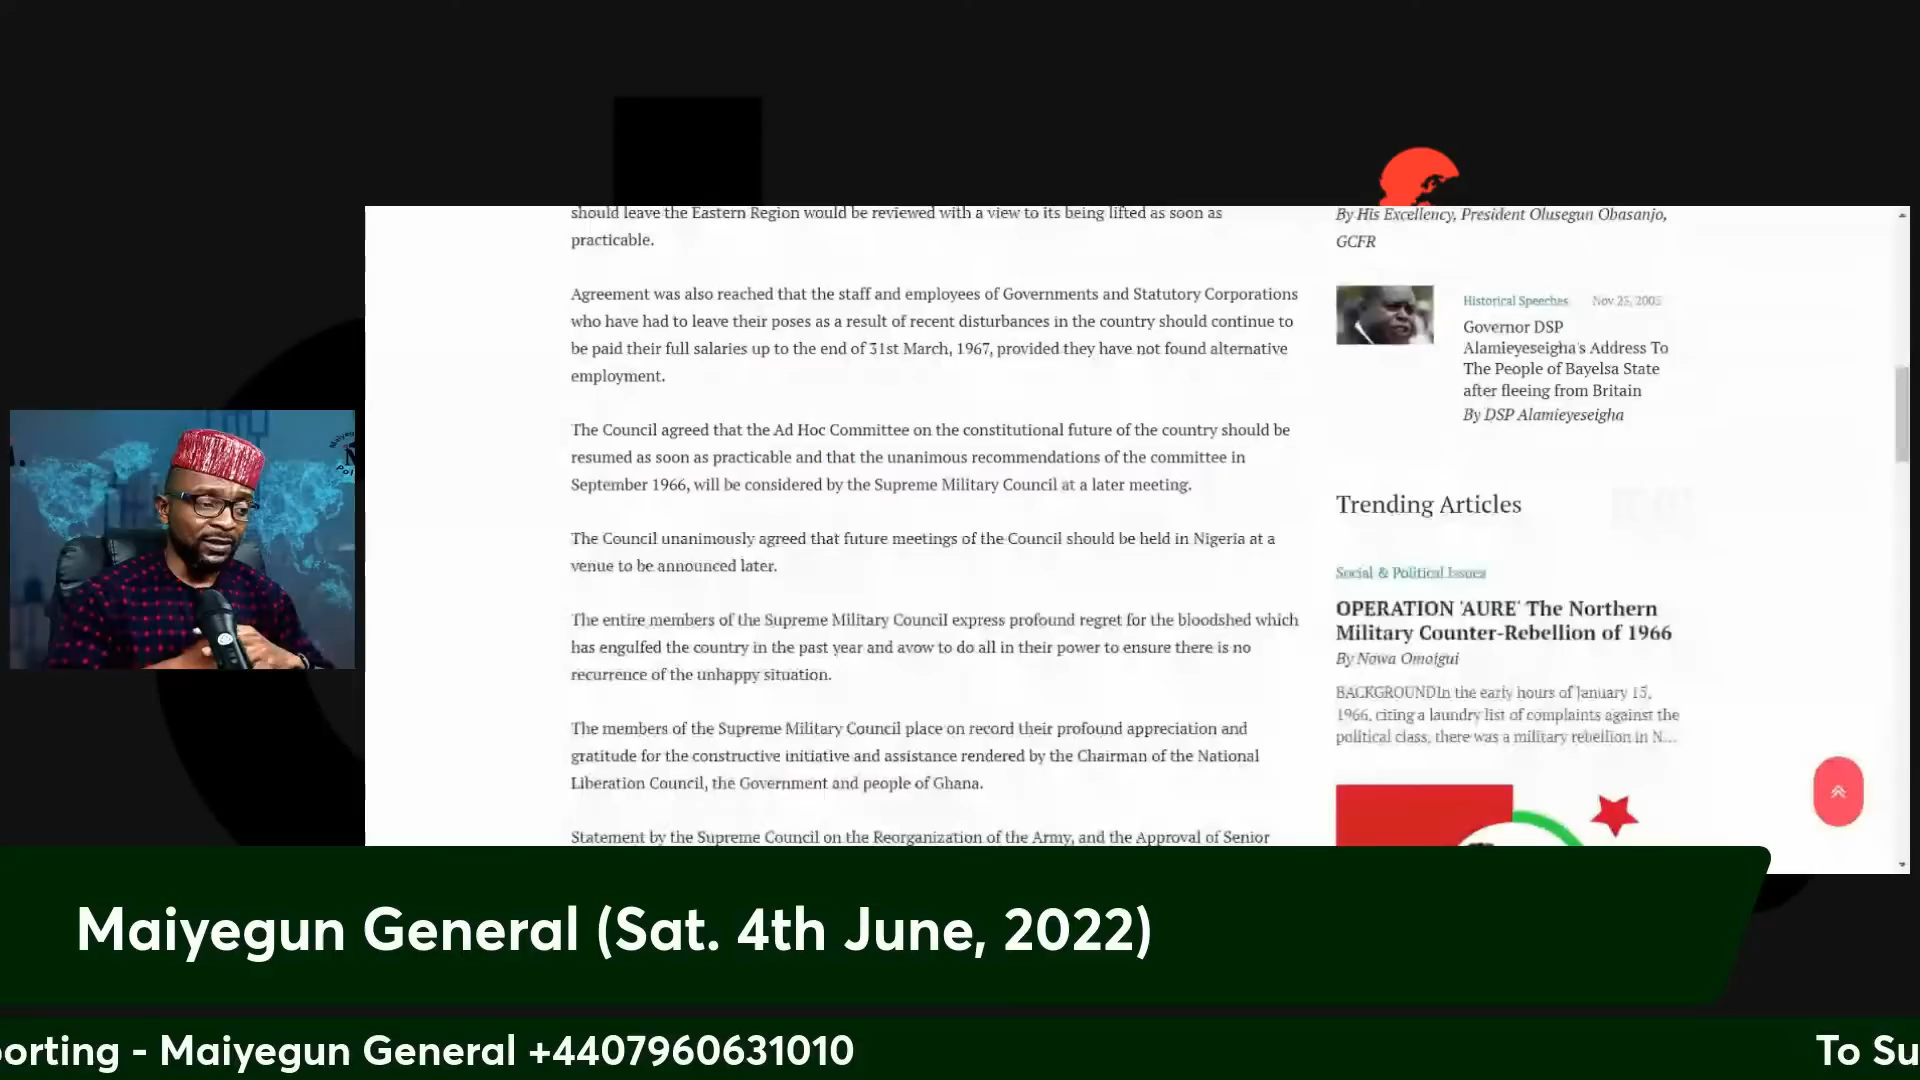 should leave the Eastern Region would be reviewed with a view to its being lifted as soon as
practicable.
Agreement was also reached that the staff and employees of Governments and Statutory Corporations
who have had to leave their poses as a result of recent disturbances in the country should continue to
be paid their full salaries up to the end of 31st March, 1967, provided they have not found alternative
employment.
The Council agreed that the Ad Hoc Committee on the constitutional future of the country should be
resumed as soon as practicable and that the unanimous recommendations of the committee in
September 1966, will be considered by the Supreme Military Council at a later meeting.
The Council unanimously agreed that future meetings of the Council should be held in Nigeria at a
venue to be announced later.
The entire members of the Supreme Military Council express profound regret for the bloodshed which
has engulfed the country in the past year and avow to do all in their power to ensure there is no
recurrence of the unhappy situation.
The members of the Supreme Military Council place on record their profound appreciation and
gratitude for the constructive initiative and assistance rendered by the Chairman of the National
Liberation Council, the Government and people of Ghana.
Statement by the Supreme Council on the Reorganization of the Army, and the Approval of Senior
By His Excellency, President Olusegun Obasanjo,
GCFR
Historical Speeches Nov 25, 2005
Governor DSP
Alamieyeseigha's Address To
The People of Bayelsa State
after fleeing from Britain
By DSP Alamieyeseigha
Trending Articles
Social & Political Issues
OPERATION 'AURE' The Northern
Military Counter-Rebellion of 1966
By Nowa Omoigui
BACKGROUNDIn the early hours of January 15,
1966, citing a laundry list of complaints against the
political class, there was a military rebellion in N...
Maiyegun General (Sat. 4th June, 2022)
orting - Maiyegun General +4407960631010
To Su